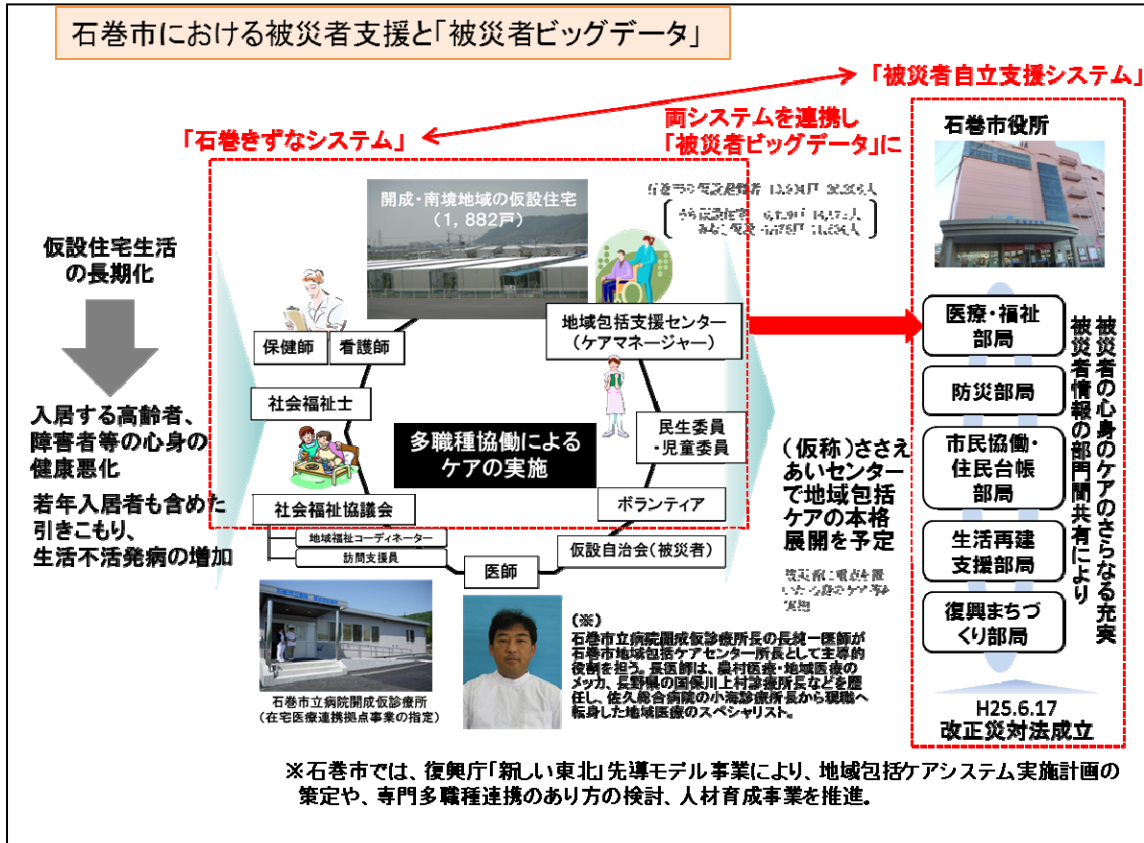 石巻市における被災者支援と「被災者ビッグデータ」
「被災者自立支援システム」
「石巻きずなシステム」
両システムを連携し
「被災者ビッグデータ」に
石巻市役所
開成・南境地域の仮設住宅
（１，８８２戸）
仮設住宅生活
の長期化
保健師
看護師
地域包括支援センター
（ケアマネージャー）
社会福祉士
民生委員
・児童委員
多職種協働による
ケアの実施
ボランティア
社会福祉協議会
地域福祉コーディネーター
訪問支援員
仮設自治会（被災者）
医師
入居する高齢者、
障害者等の心身の
健康悪化
若年入居者も含めた
引きこもり、
生活不活発病の増加
（仮称）ささえ
あいセンター
で地域包括
ケアの本格
展開を予定
医療・福祉
部局
防災部局
市民協働・
住民台帳
部局
生活再建
支援部局
復興まちづ
くり部局
被災者の心身のケアのさらなる充実
被災者情報の部門間共有により
H25.6.17
改正災対法成立
石巻市立病院開成仮診療所
（在宅医療連携拠点事業の指定）
（※）
石巻市立病院開成仮診療所長の長純一医師が
石巻市地域包括ケアセンター所長として主導的
役割を担う。長医師は、農村医療・地域医療の
メッカ、長野県の国保川上村診療所長などを歴
任し、佐久総合病院の小海診療所長から現職へ
転身した地域医療のスペシャリスト。
※石巻市では、復興庁「新しい東北」先導モデル事業により、地域包括ケアシステム実施計画の
策定や、専門多職種連携のあり方の検討、人材育成事業を推進。